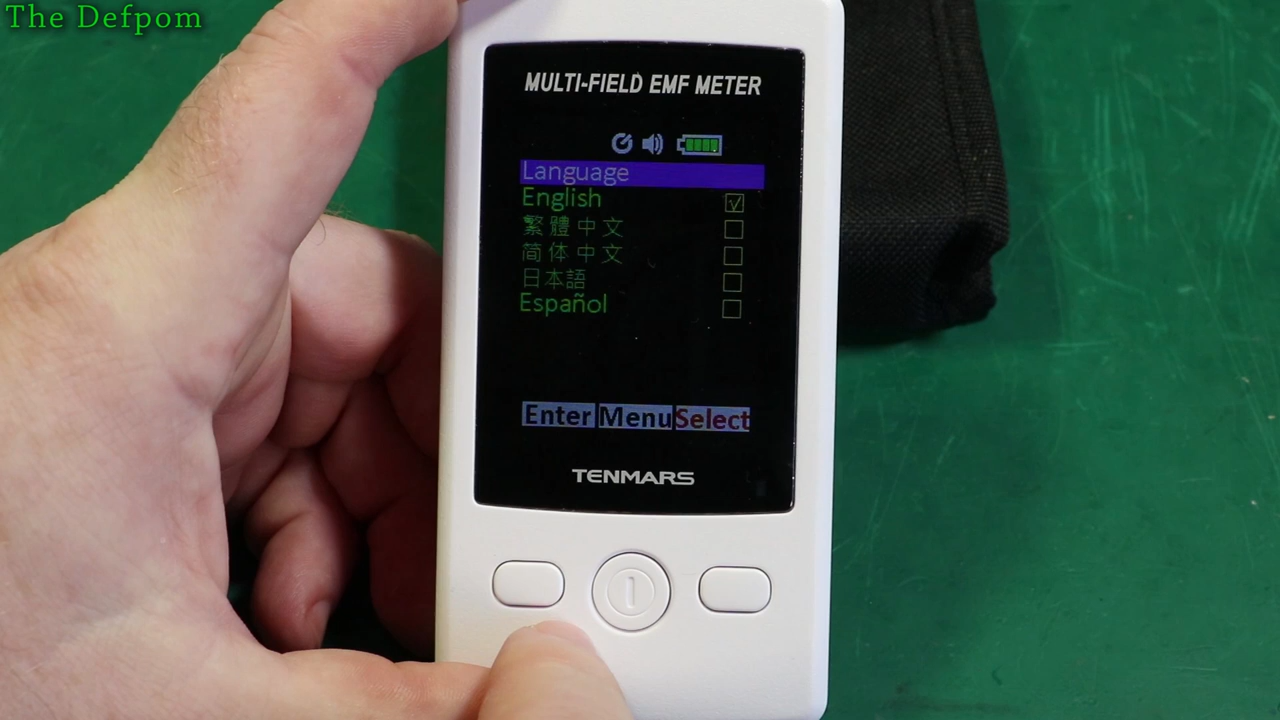 The Defpom
MULTI-FIELD EMF METER
Language
English
繁體中文
简体中文
日本語
Español
Enter Menu Select
TENMARS